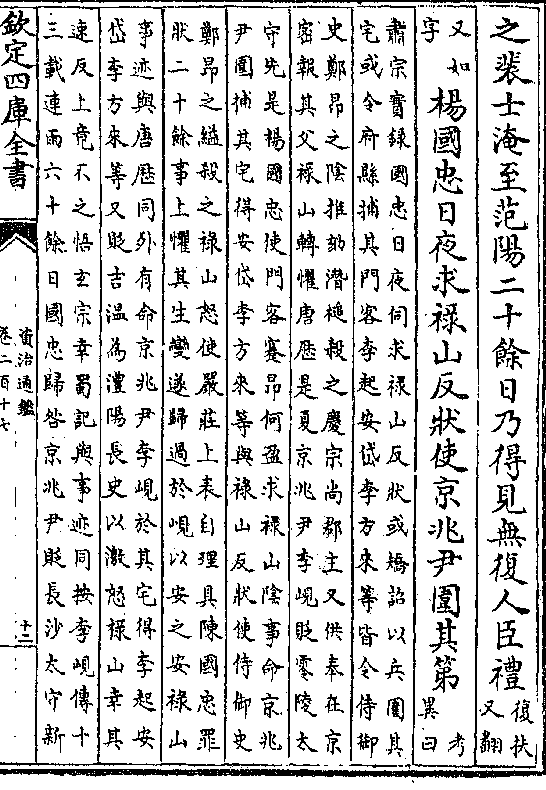 之裴士淹至范陽二十餘日乃得見無復人臣禮復扶又翻
又如字楊國忠日夜求祿山反狀使京兆尹圍其第考異曰
肅宗實錄國忠日夜伺求祿山反狀或矯詔以兵圍其
宅或令府縣捕其門客李起安岱李方來等皆令侍御
史鄭昂之陰推劾潛槌殺之慶宗尚郡主又供奉在京
密報其父祿山轉懼唐歷是夏京兆尹李峴貶零陵太
守先是楊國忠使門客蹇昂何盈求祿山陰事命京兆
尹圍捕其宅得安岱李方來等與祿山反狀使侍御史
鄭昂之縊殺之祿山怒使嚴莊上表自理具陳國忠罪
狀二十餘事上懼其生變遂歸過於峴以安之安祿山
事迹與唐歷同外有命京兆尹李峴於其宅得李起安
岱李方來等又貶吉溫為澧陽長史以激怒祿山幸其
速反上竟不之悟玄宗幸蜀記與事迹同按李峴傳十
三載連雨六十餘日國忠歸咎京兆尹貶長沙太守新
欽定四庫全書
資治通鑑
卷二百十七
十二